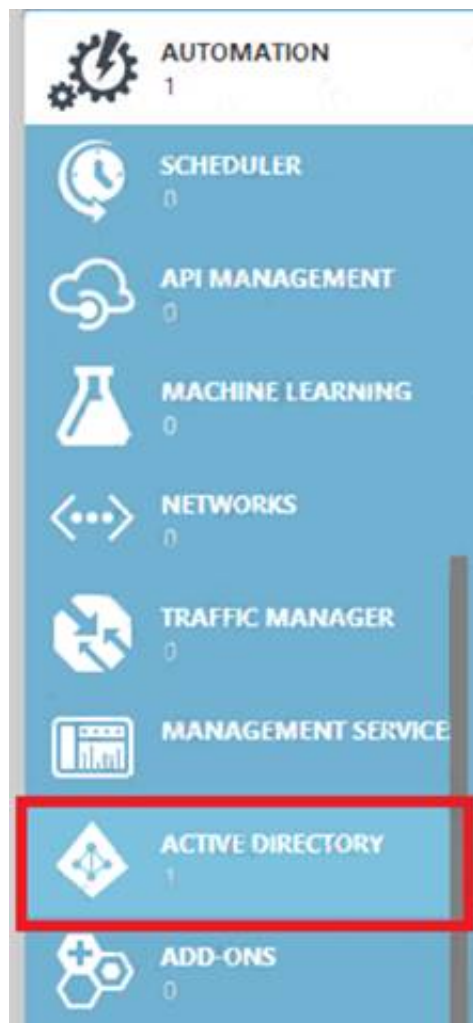 AUTOMATION
1
SCHEDULER
0
API MANAGEMENT
0
MACHINE LEARNING
0
NETWORKS
0
TRAFFIC MANAGER
0
MANAGEMENT SERVICE
ACTIVE DIRECTORY
1
ADD-ONS
0